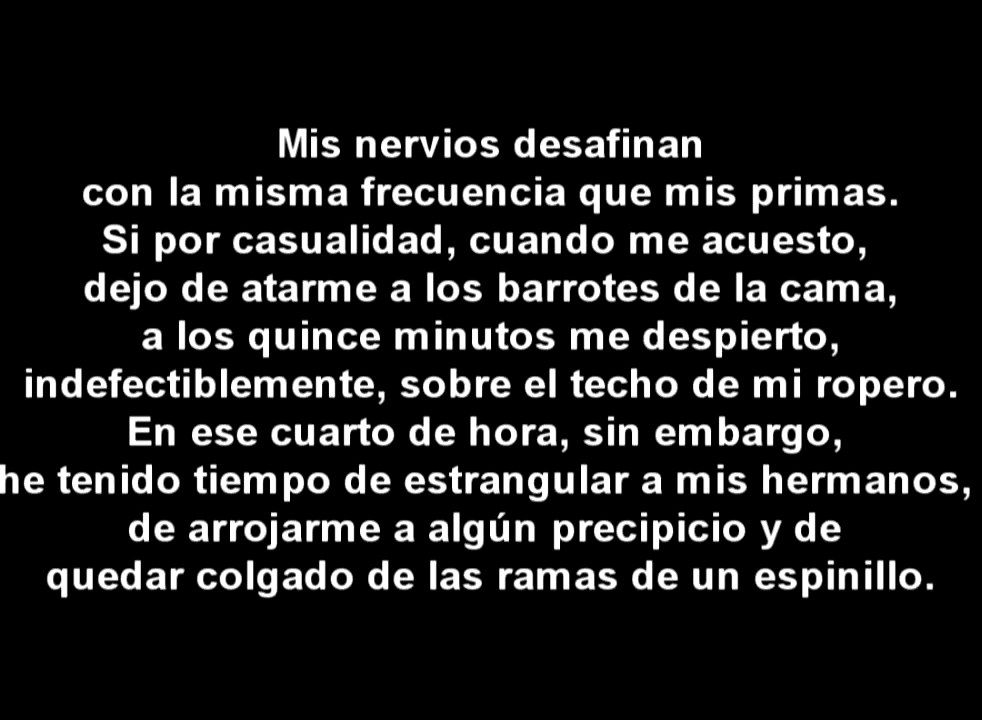 Mis nervios desafinan
con la misma frecuencia que mis primas.
Si por casualidad, cuando me acuesto,
dejo de atarme a los barrotes de la cama,
a los quince minutos me despierto,
indefectiblemente, sobre el techo de mi ropero.
En ese cuarto de hora, sin embargo,
he tenido tiempo de estrangular a mis hermanos,
de arrojarme a algún precipicio y de
quedar colgado de las ramas de un espinillo.